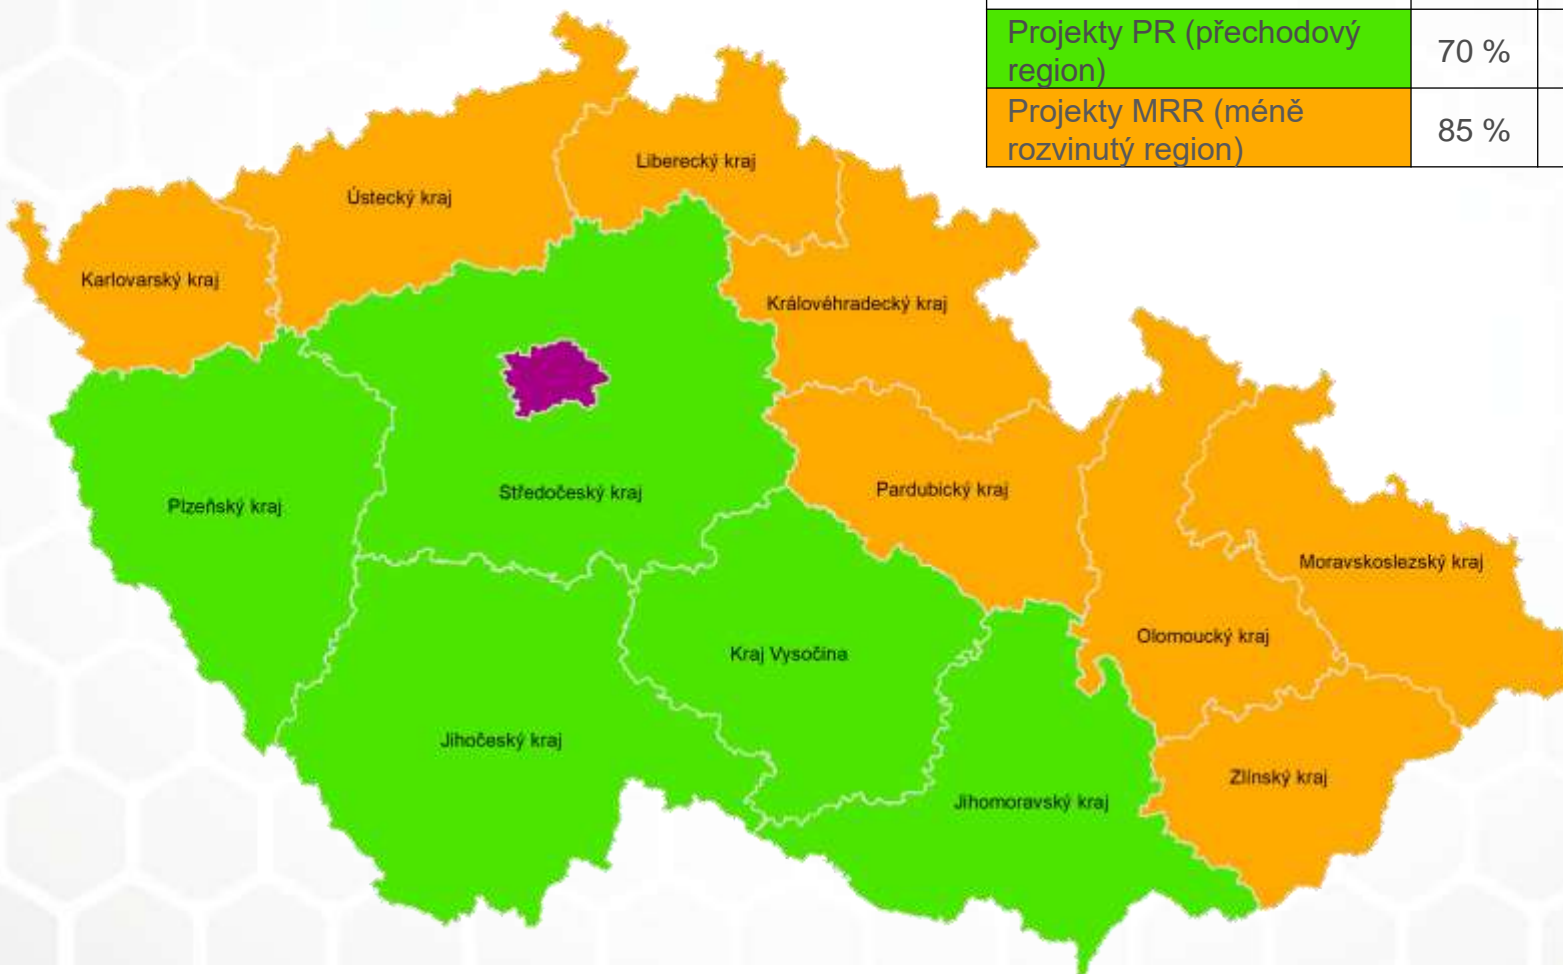 Projekty PR (přechodový
region)
70 %
Projekty MRR (méně
rozvinutý region)
85 %
Liberecký kraj
Ústecký kraj
Karlovarský kraj
Královéhradecký kraj
Pardubický kraj
Středočeský kraj
Plzeňský kraj
Moravskoslezský kraj
Olomoucký kraj
Kraj Vysočina
Jihočeský kraj
Zlínský kraj
Jihomoravský kraj